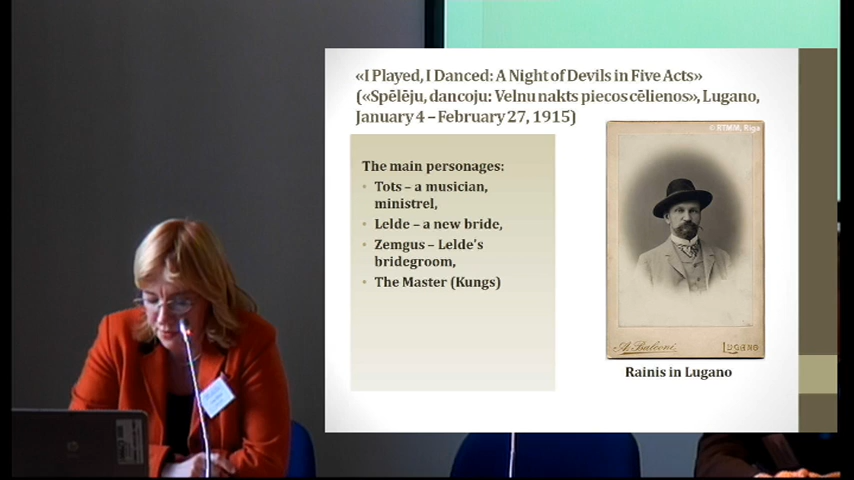 «I Played, I Danced: A Night of Devils in Five Acts»
(«Spēlēju, dancoju: Velnu nakts piecos cēlienos», Lugano,
January 4 – February 27, 1915)
© RTMM, Riga
The main personages:
• Tots – a musician,
ministrel,
• Lelde – a new bride,
• Zemgus – Lelde's
bridegroom,
• The Master (Kungs)
A. Balconi.
LUGANO
Rainis in Lugano